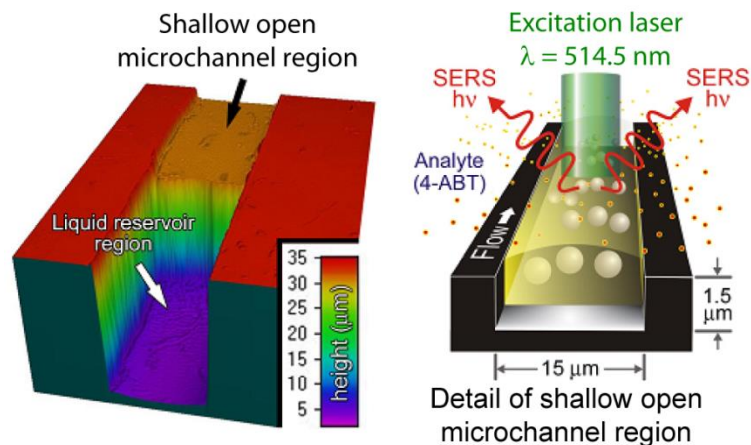 Shallow open
microchannel region
Liquid reservoir
region
35
30
25
20
15
10
5
height (μm)
Excitation laser
λ = 514.5 nm
SERS
hν
SERS
hν
Analyte
(4-ABT)
Flow
1.5
μm
15 μm
Detail of shallow open
microchannel region